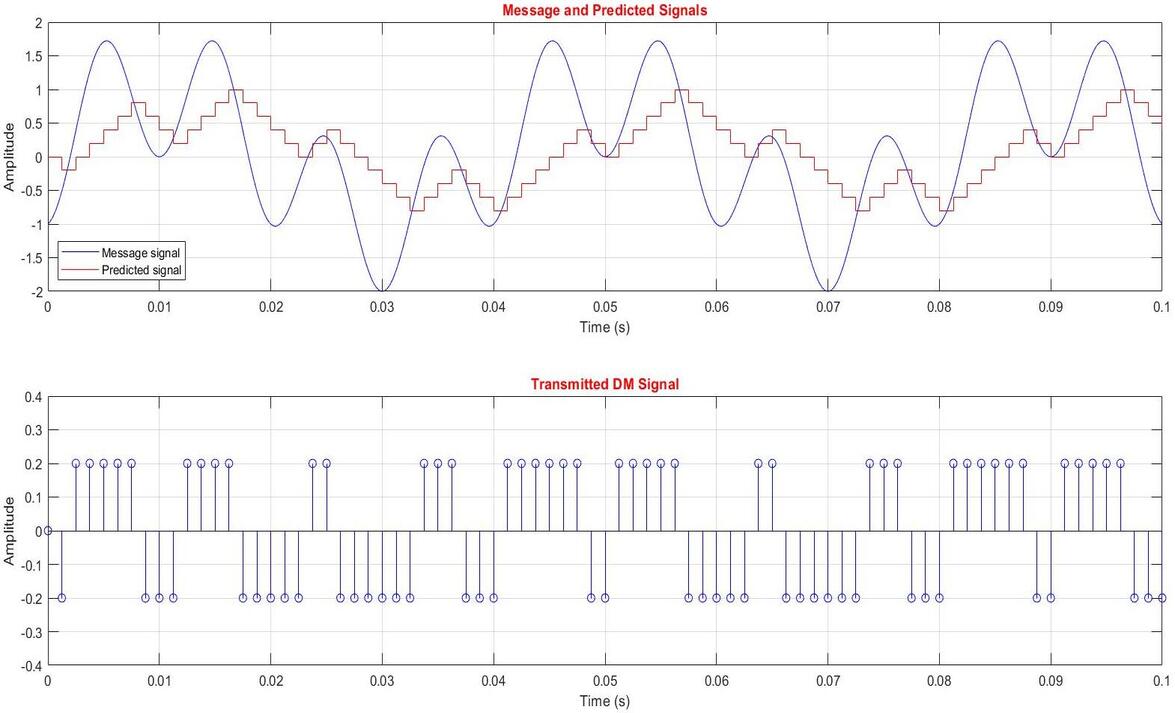 Message and Predicted Signals
2
1.5
1
0.5
0
-0.5
-1
-1.5
-2
Amplitude
Message signal
Predicted signal
0 0.01 0.02 0.03 0.04 0.05 0.06 0.07 0.08 0.09 0.1
Time (s)
Transmitted DM Signal
0.4
0.3
0.2
0.1
0
-0.1
-0.2
-0.3
-0.4
Amplitude
0 0.01 0.02 0.03 0.04 0.05 0.06 0.07 0.08 0.09 0.1
Time (s)